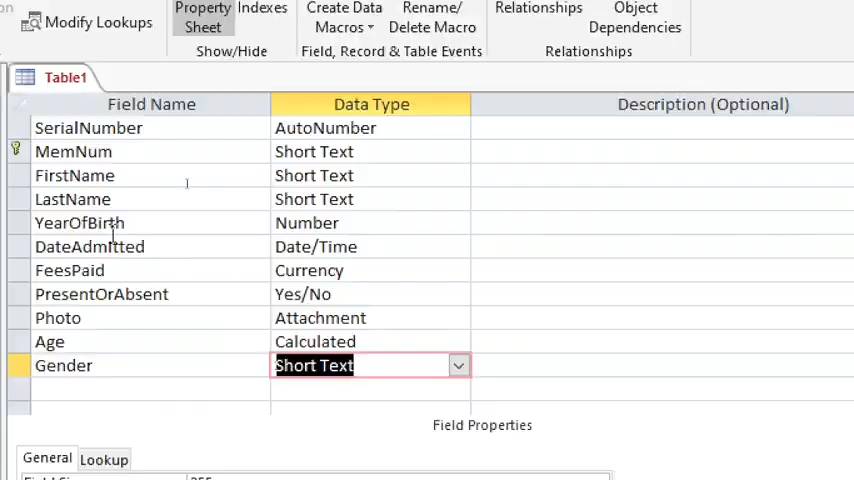 Modify Lookups
Property Sheet
Indexes
Create Data Macros
Rename/ Delete Macro
Relationships
Object Dependencies
Show/Hide
Field, Record & Table Events
Relationships
Table1
Field Name Data Type Description (Optional)
SerialNumber AutoNumber
MemNum Short Text
FirstName Short Text
LastName Short Text
YearOfBirth Number
DateAdmitted Date/Time
FeesPaid Currency
PresentOrAbsent Yes/No
Photo Attachment
Age Calculated
Gender Short Text
Field Properties
General Lookup